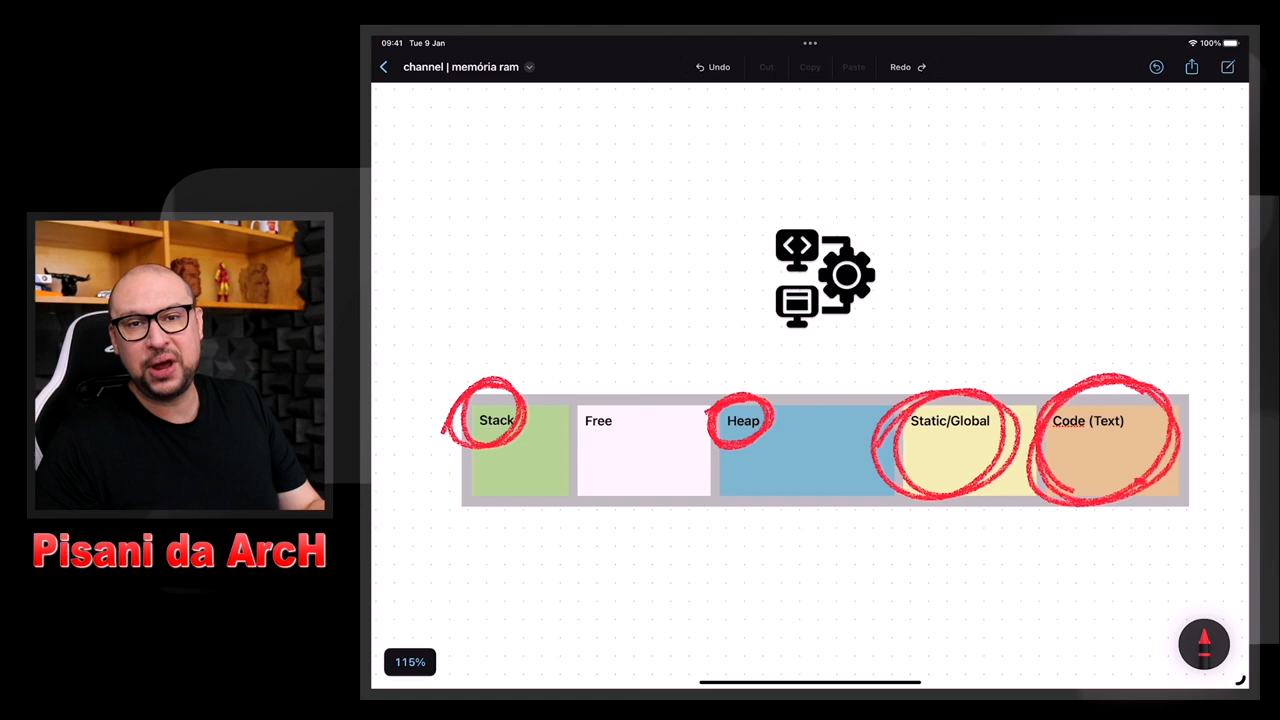 09:41 Tue 9 Jan
100%
channel | memória ram
Undo
Cut
Copy
Paste
Redo
Stack
Free
Heap
Static/Global
Code (Text)
Pisani da ArcH
115%